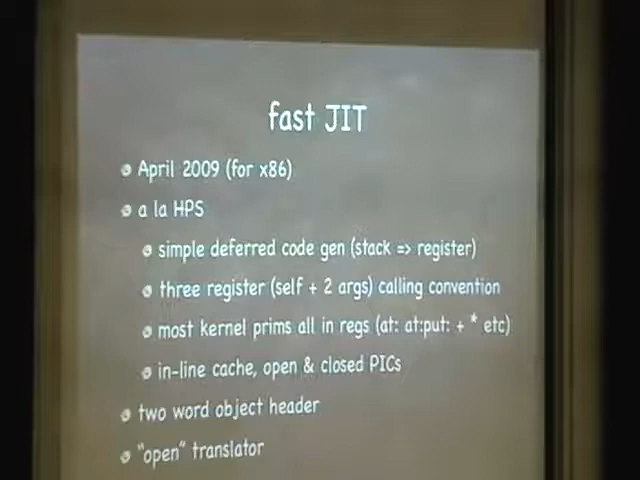 fast JIT
April 2009 (for x86)
a la HPS
simple deferred code gen (stack => register)
three register (self + 2 args) calling convention
most kernel prims all in regs (at: at:put: + * etc)
in-line cache, open & closed PICs
two word object header
"open" translator